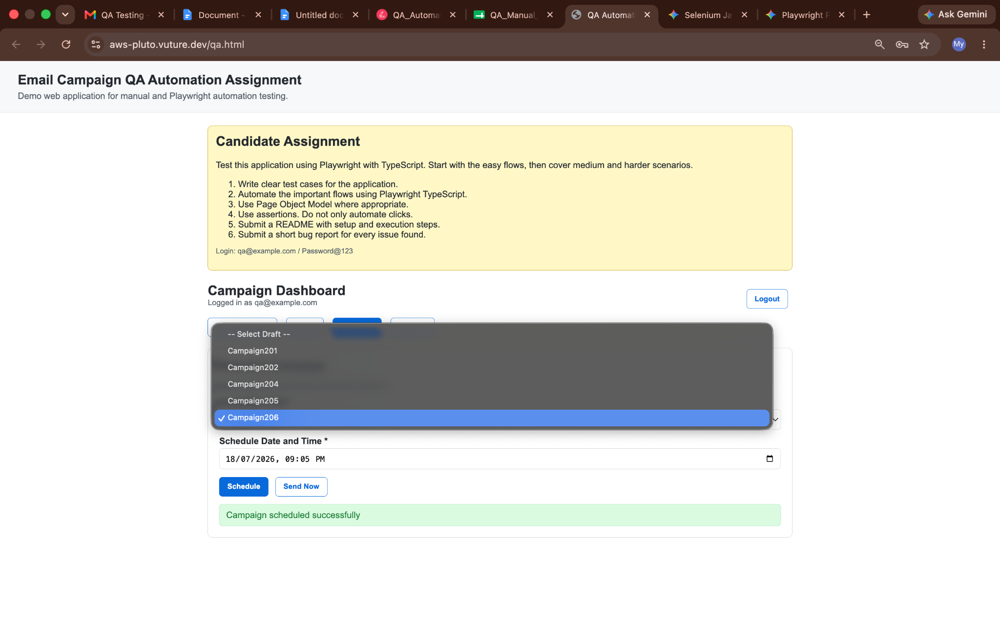 QA Testing -
Document -
Untitled doc
QA_Automa
QA_Manual_
QA Automat
Selenium Ja
Playwright P
Ask Gemini
aws-pluto.vuture.dev/qa.html
My
Email Campaign QA Automation Assignment
Demo web application for manual and Playwright automation testing.
Candidate Assignment
Test this application using Playwright with TypeScript. Start with the easy flows, then cover medium and harder scenarios.
1. Write clear test cases for the application.
2. Automate the important flows using Playwright TypeScript.
3. Use Page Object Model where appropriate.
4. Use assertions. Do not only automate clicks.
5. Submit a README with setup and execution steps.
6. Submit a short bug report for every issue found.
Login: qa@example.com / Password@123
Campaign Dashboard
Logged in as qa@example.com
Logout
-- Select Draft --
Campaign201
Campaign202
Campaign204
Campaign205
Campaign206
Schedule Date and Time *
18/07/2026, 09:05 PM
Schedule
Send Now
Campaign scheduled successfully